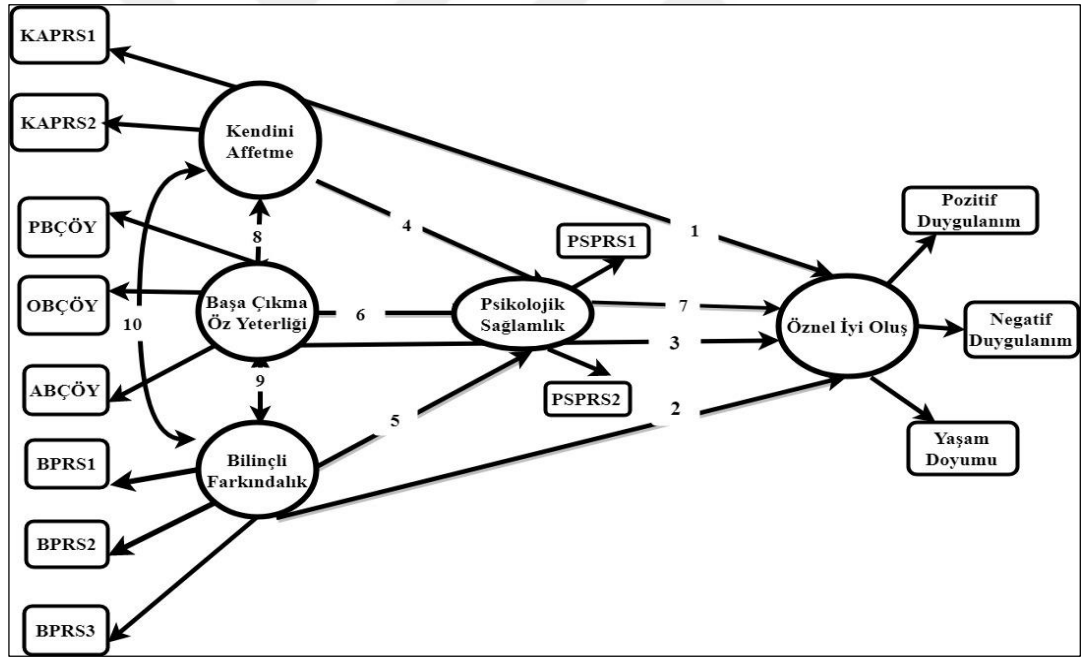 KAPRS1
KAPRS2
PBÇÖY
OBÇÖY
ABÇÖY
BPRS1
BPRS2
BPRS3
Kendini
Affetme
8
Başa Çıkma
Öz Yeterliği
9
10
Bilinçli
Farkındalık
4
6
5
PSPRS1
Psikolojik
Sağlamlık
PSPRS2
1
7
3
2
Öznel İyi Oluş
Pozitif
Duygulanım
Negatif
Duygulanım
Yaşam
Doyumu